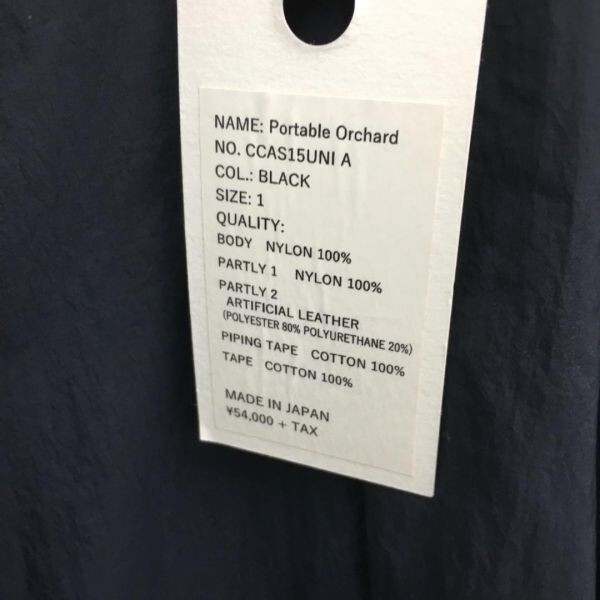 NAME: Portable Orchard
NO. CCAS15UNI A
COL.: BLACK
SIZE: 1
QUALITY:
BODY NYLON 100%
PARTLY 1 NYLON 100%
PARTLY 2
ARTIFICIAL LEATHER
(POLYESTER 80% POLYURETHANE 20%)
PIPING TAPE COTTON 100%
TAPE COTTON 100%
MADE IN JAPAN
¥54,000 + TAX